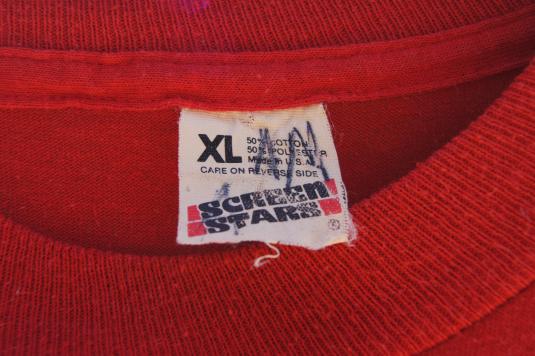 XL
50% COTTON
50% POLYESTER
Made in U.S.A.
CARE ON REVERSE SIDE
SCREEN
STARS
®